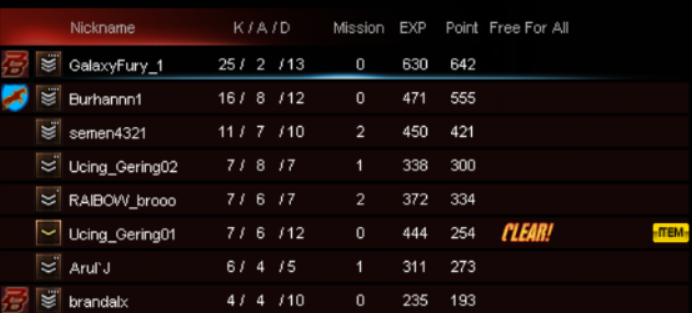 Nickname K / A / D Mission EXP Point Free For All
GalaxyFury_1 25 / 2 / 13 0 630 642
Burhannn1 16 / 8 / 12 0 471 555
semen4321 11 / 7 / 10 2 450 421
Ucing_Gering02 7 / 8 / 7 1 338 300
RAIBOW_brooo 7 / 6 / 7 2 372 334
Ucing_Gering01 7 / 6 / 12 0 444 254 CLEAR! ITEM
Arul`J 6 / 4 / 5 1 311 273
brandalx 4 / 4 / 10 0 235 193